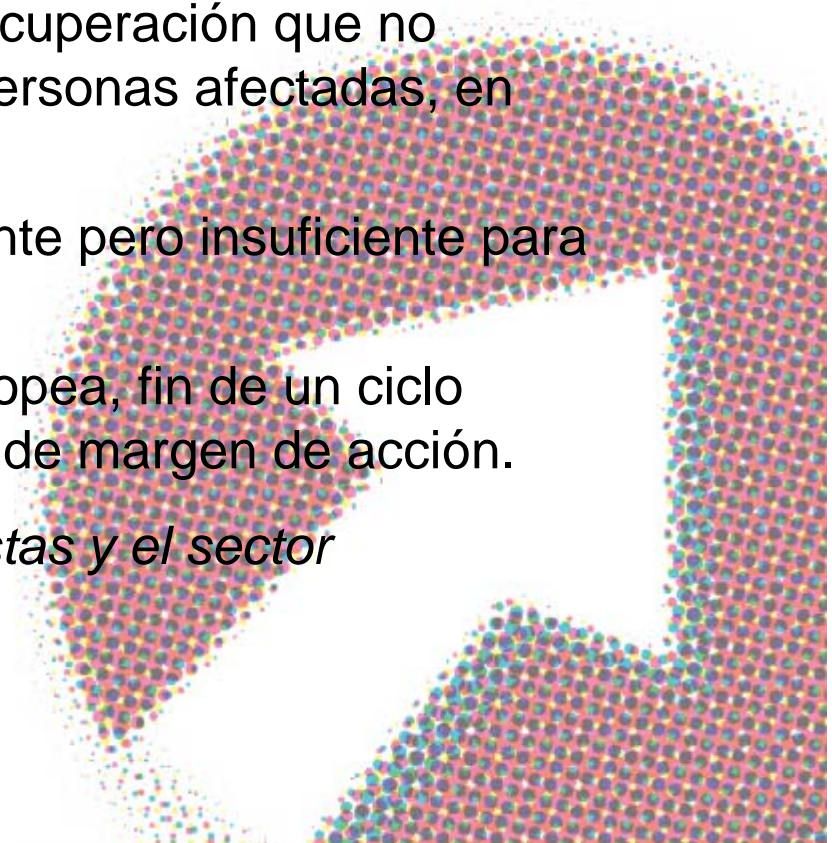 cuperación que no
ersonas afectadas, en
nte pero insuficiente para
opea, fin de un ciclo
de margen de acción.
stas y el sector